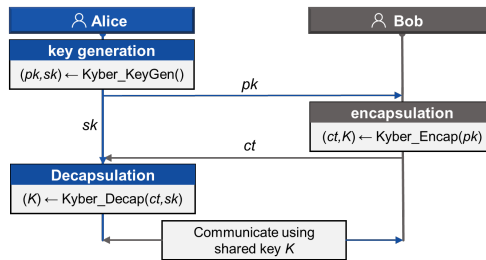 Alice
Bob
key generation
(pk,sk) ← Kyber_KeyGen()
pk
sk
encapsulation
(ct,K) ← Kyber_Encap(pk)
ct
Decapsulation
(K) ← Kyber_Decap(ct,sk)
Communicate using
shared key K